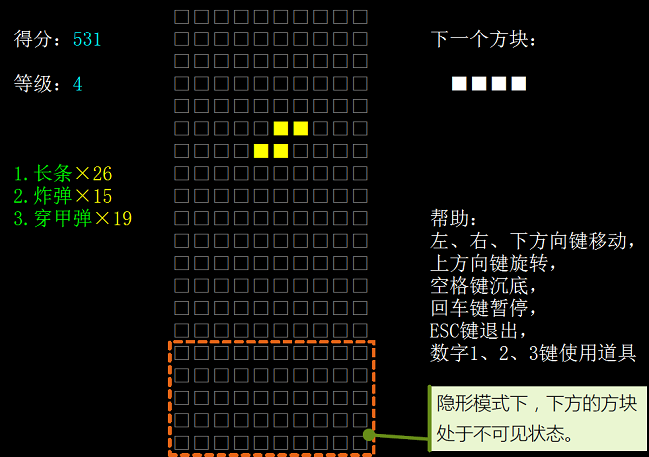 得分：531
等级：4
1.长条×26
2.炸弹×15
3.穿甲弹×19
下一个方块：
帮助：
左、右、下方向键移动，
上方向键旋转，
空格键沉底，
回车键暂停，
ESC键退出，
数字1、2、3键使用道具
隐形模式下，下方的方块
处于不可见状态。